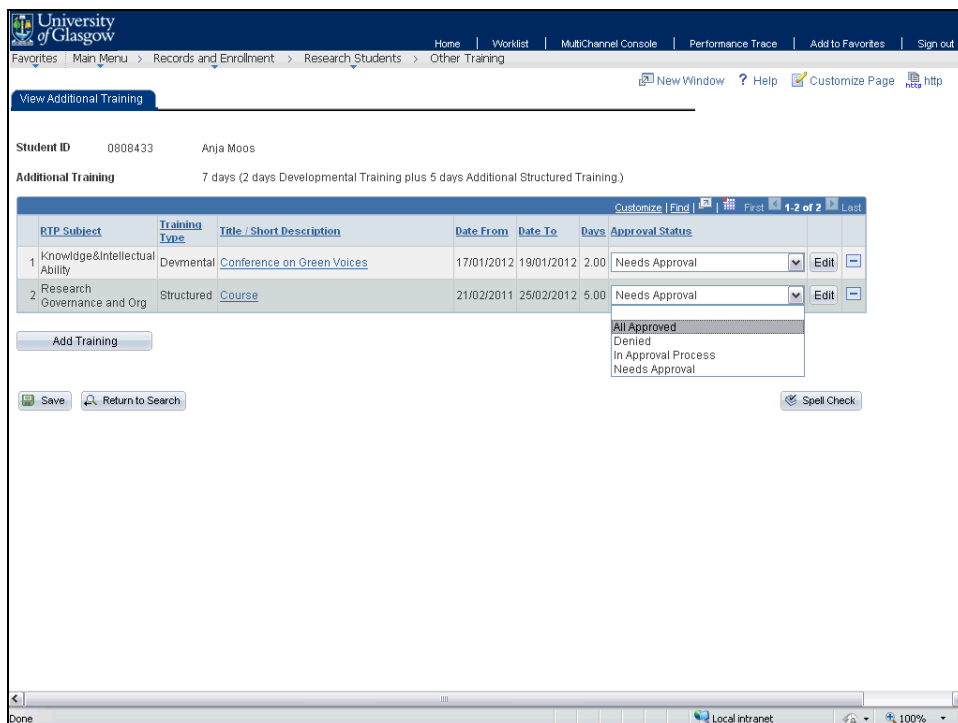 University
of Glasgow
Home | Worklist | MultiChannel Console | Performance Trace | Add to Favorites | Sign out
Favorites Main Menu > Records and Enrollment > Research Students > Other Training
New Window ? Help Customize Page http
View Additional Training
Student ID 0808433 Anja Moos
Additional Training 7 days (2 days Developmental Training plus 5 days Additional Structured Training.)
Customize | Find | | First 1-2 of 2 Last
RTP Subject Training Type Title / Short Description Date From Date To Days Approval Status
1 Knowldge&Intellectual Ability Devmental Conference on Green Voices 17/01/2012 19/01/2012 2.00 Needs Approval Edit
2 Research Governance and Org Structured Course 21/02/2011 25/02/2012 5.00 Needs Approval Edit
All Approved
Denied
In Approval Process
Needs Approval
Add Training
Save Return to Search Spell Check
Done Local intranet 100%